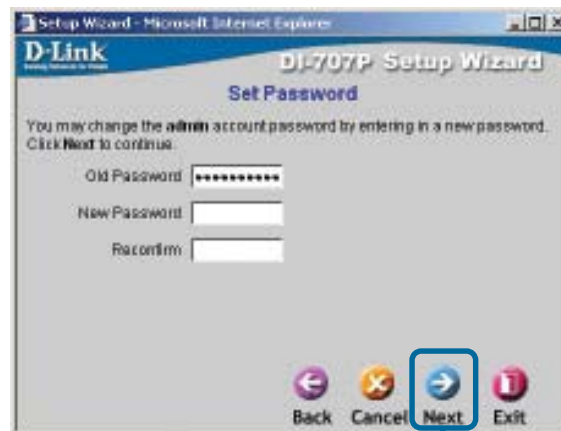 Setup Wizard - Microsoft Internet Explorer
D-Link
DI-707P Setup Wizard
Set Password
You may change the admin account password by entering in a new password.
Click Next to continue.
Old Password ••••••••••
New Password
Reconfirm
Back Cancel Next Exit